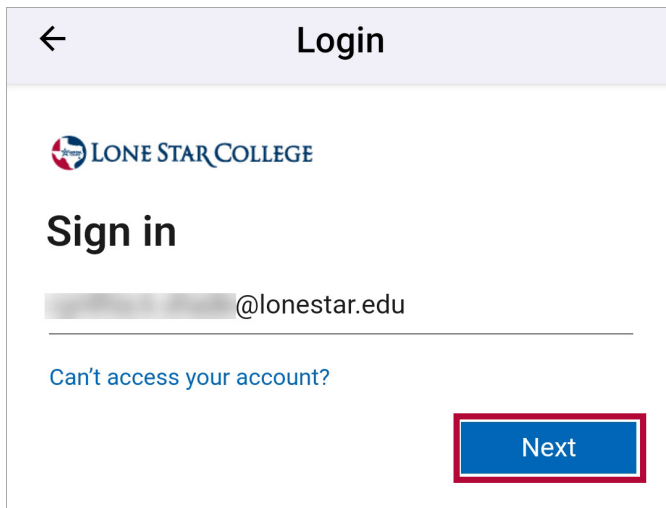 Login
LONE STAR COLLEGE
Sign in
@lonestar.edu
Can't access your account?
Next